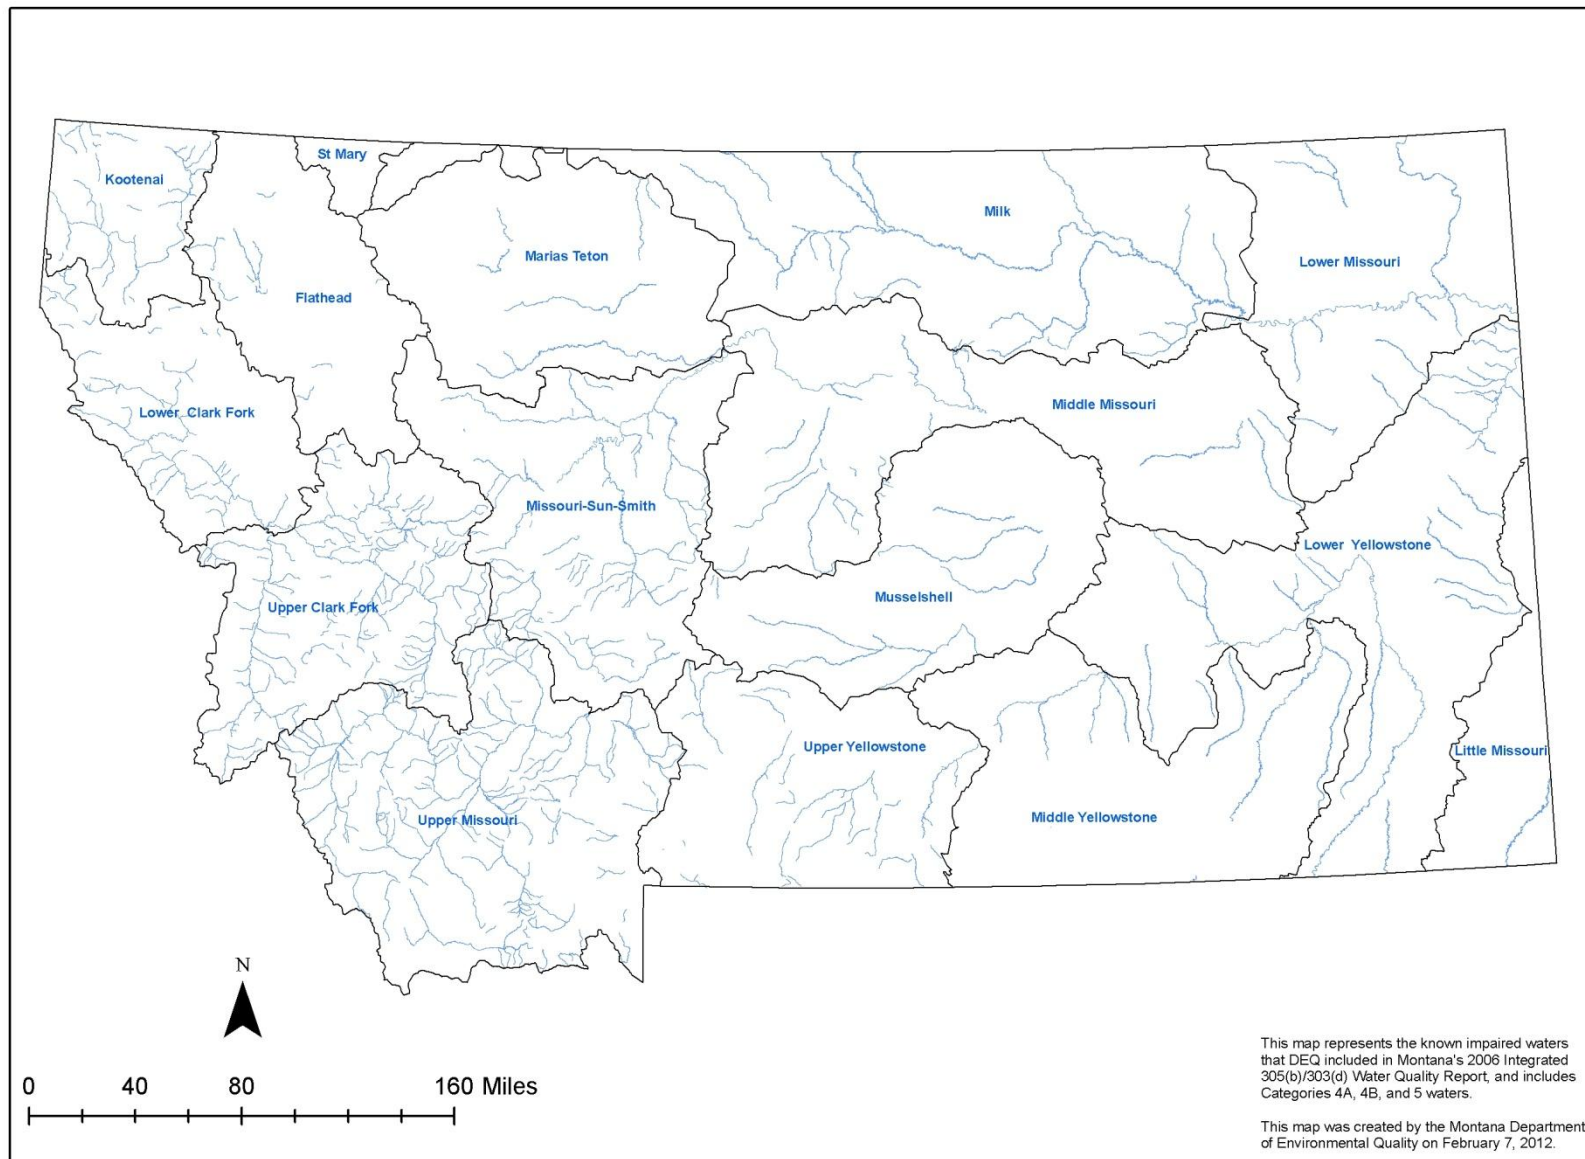 St Mary
Kootenai
Milk
Marias Teton
Lower Missouri
Flathead
Middle Missouri
Lower Clark Fork
Missouri-Sun-Smith
Lower Yellowstone
Musselshell
Upper Clark Fork
Upper Yellowstone
Little Missouri
Middle Yellowstone
Upper Missouri
N
0 40 80 160 Miles
This map represents the known impaired waters
that DEQ included in Montana's 2006 Integrated
305(b)/303(d) Water Quality Report, and includes
Categories 4A, 4B, and 5 waters.
This map was created by the Montana Department
of Environmental Quality on February 7, 2012.